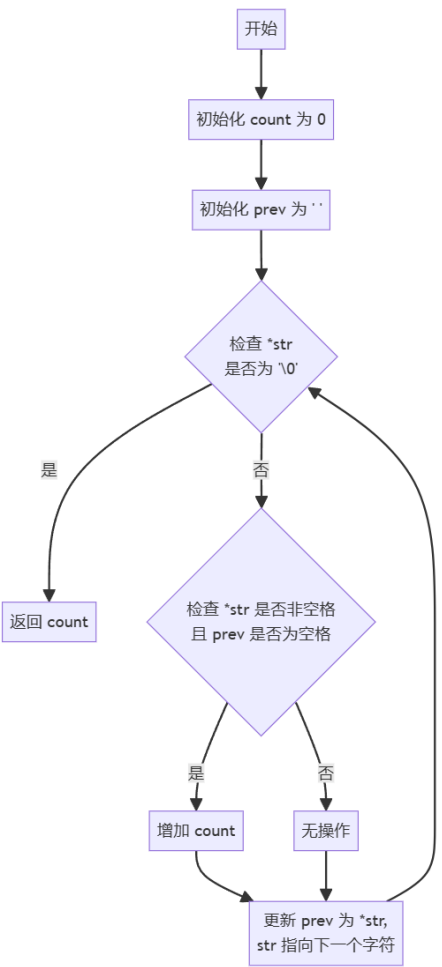 开始
初始化 count 为 0
初始化 prev 为 ' '
检查 *str
是否为 '\0'
是
否
返回 count
检查 *str 是否非空格
且 prev 是否为空格
是
否
增加 count
无操作
更新 prev 为 *str,
str 指向下一个字符